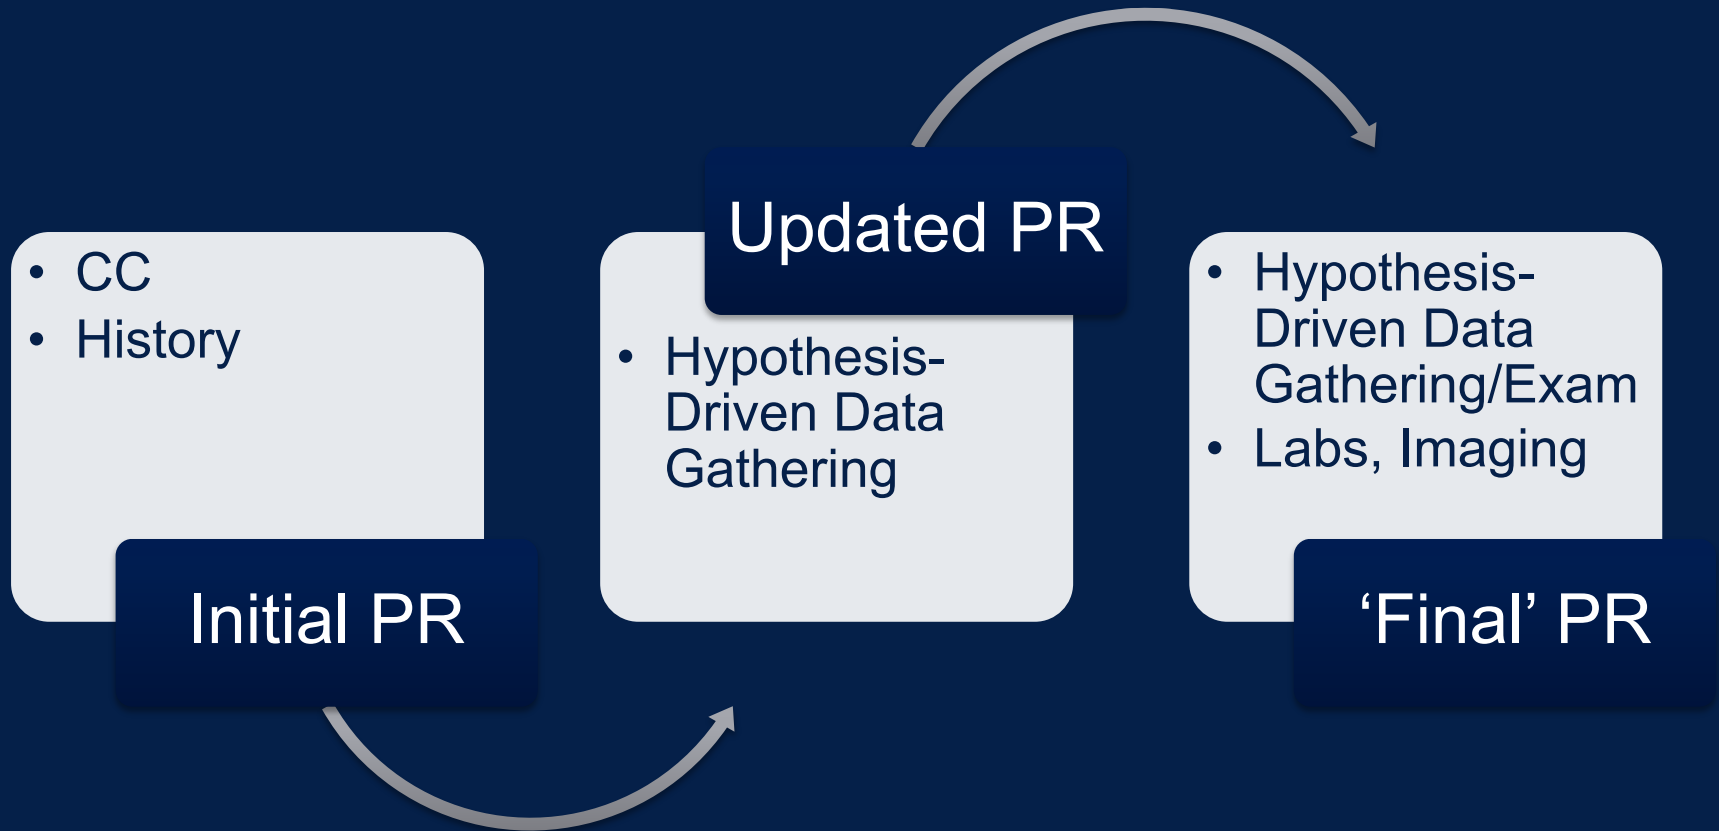 • CC
• History
Initial PR
Updated PR
• Hypothesis-
Driven Data
Gathering
• Hypothesis-
Driven Data
Gathering/Exam
• Labs, Imaging
‘Final’ PR